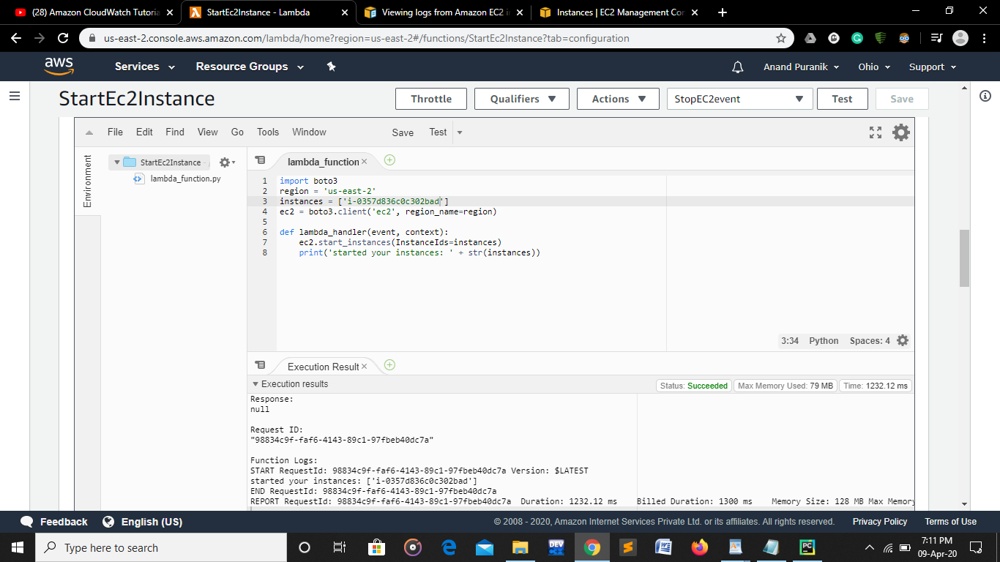 (28) Amazon CloudWatch Tutoria
StartEc2Instance - Lambda
Viewing logs from Amazon EC2 i
Instances | EC2 Management Cor
us-east-2.console.aws.amazon.com/lambda/home?region=us-east-2#/functions/StartEc2Instance?tab=configuration
aws
Services
Resource Groups
Anand Puranik
Ohio
Support
StartEc2Instance
Throttle
Qualifiers
Actions
StopEC2event
Test
Save
File Edit Find View Go Tools Window Save Test
Environment
StartEc2Instance -
lambda_function.py
lambda_function
1 import boto3
2 region = 'us-east-2'
3 instances = ['i-0357d836c0c302bad']
4 ec2 = boto3.client('ec2', region_name=region)
5
6 def lambda_handler(event, context):
7 ec2.start_instances(InstanceIds=instances)
8 print('started your instances: ' + str(instances))
3:34 Python Spaces: 4
Execution Result
Execution results
Status: Succeeded
Max Memory Used: 79 MB
Time: 1232.12 ms
Response:
null
Request ID:
"98834c9f-faf6-4143-89c1-97fbeb40dc7a"
Function Logs:
START RequestId: 98834c9f-faf6-4143-89c1-97fbeb40dc7a Version: $LATEST
started your instances: ['i-0357d836c0c302bad']
END RequestId: 98834c9f-faf6-4143-89c1-97fbeb40dc7a
REPORT RequestId: 98834c9f-faf6-4143-89c1-97fbeb40dc7a Duration: 1232.12 ms Billed Duration: 1300 ms Memory Size: 128 MB Max Memory
Feedback
English (US)
© 2008 - 2020, Amazon Internet Services Private Ltd. or its affiliates. All rights reserved.
Privacy Policy
Terms of Use
Type here to search
DEV
PC
7:11 PM
09-Apr-20